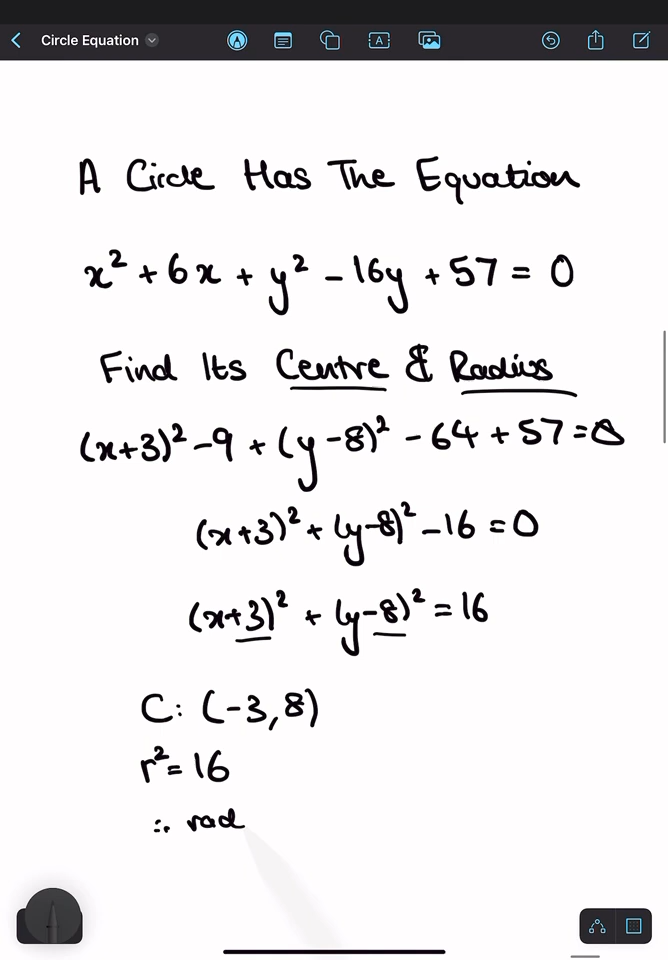 Circle Equation
A Circle Has The Equation
x² + 6x + y² - 16y + 57 = 0
Find Its Centre & Radius
(x+3)² - 9 + (y-8)² - 64 + 57 = 0
(x+3)² + (y-8)² - 16 = 0
(x+3)² + (y-8)² = 16
C: (-3, 8)
r² = 16
∴ rad